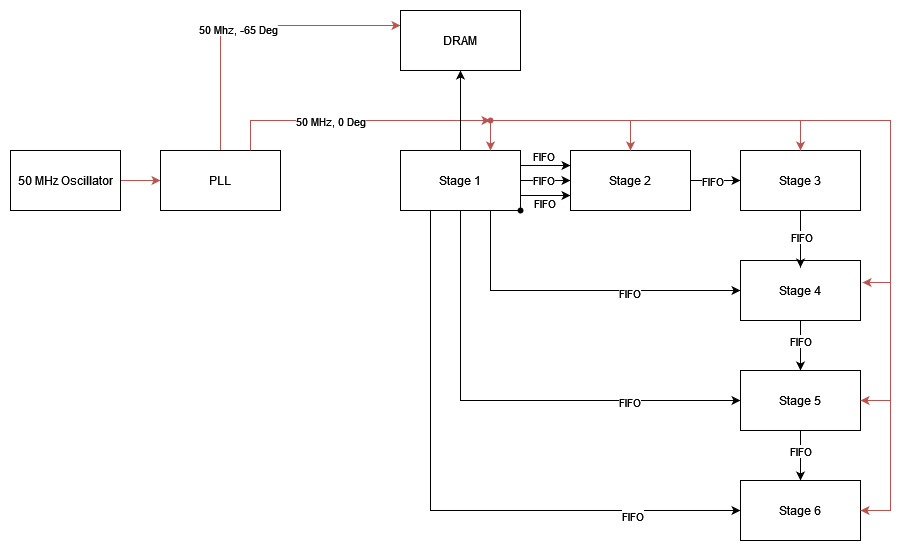 50 Mhz, -65 Deg
DRAM
50 MHz, 0 Deg
50 MHz Oscillator
PLL
Stage 1
FIFO
FIFO
FIFO
Stage 2
FIFO
Stage 3
FIFO
FIFO
Stage 4
FIFO
FIFO
Stage 5
FIFO
FIFO
Stage 6